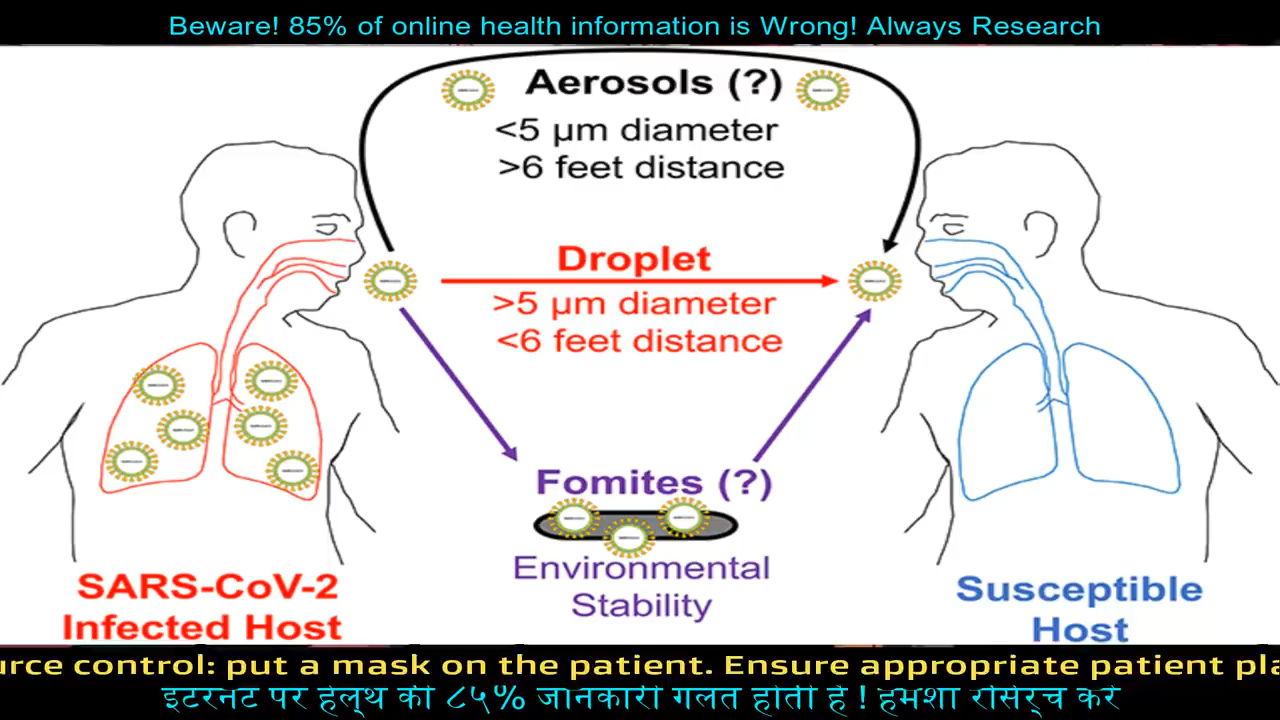 Beware! 85% of online health information is Wrong! Always Research
Aerosols (?)
<5 µm diameter
>6 feet distance
Droplet
>5 µm diameter
<6 feet distance
Fomites (?)
Environmental
Stability
SARS-CoV-2
Infected Host
Susceptible
Host
urce control: put a mask on the patient. Ensure appropriate patient pla
इंटरनेट पर हेल्थ की ८५% जानकारी गलत होती है ! हमेशा रिसर्च करें